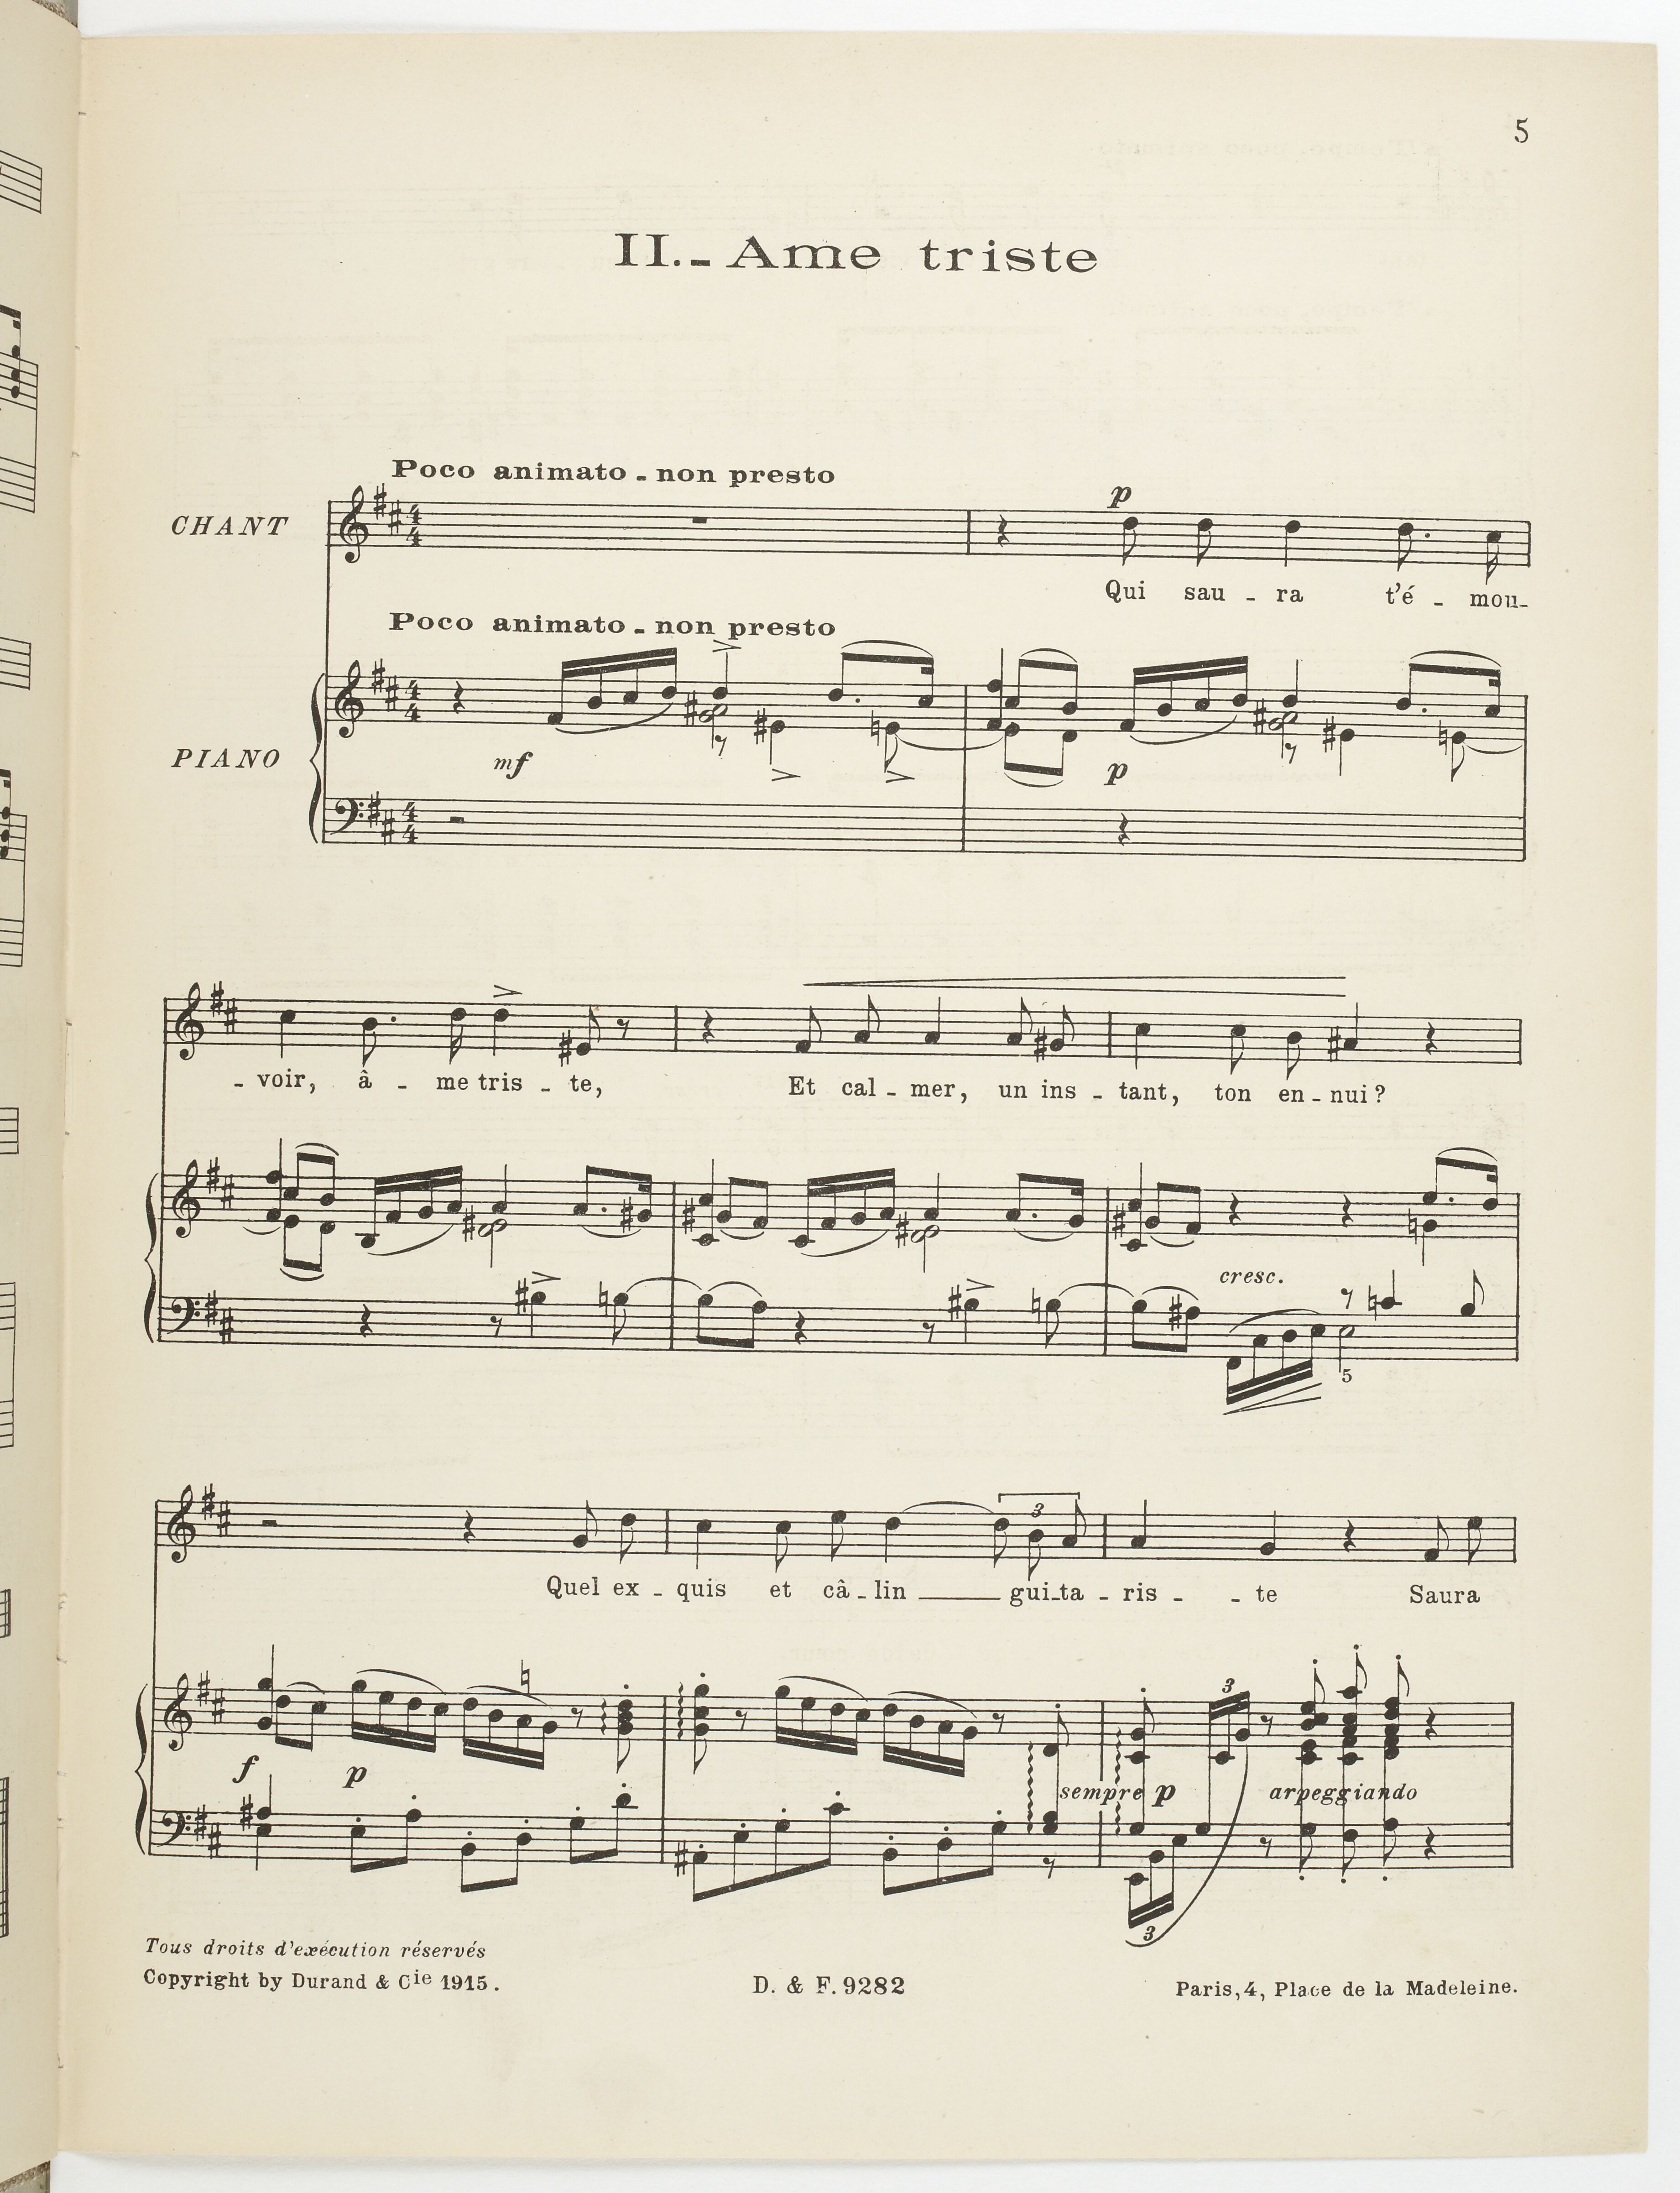 5
II. - Ame triste
Poco animato - non presto
CHANT
p
Qui sau - ra t'é - mou-
Poco animato - non presto
PIANO
mf
p
- voir, â - me tris - te, Et cal - mer, un ins - tant, ton en - nui?
cresc.
5
3
Quel ex - quis et câ - lin gui-ta - ris - - te Saura
3
f p sempre p arpeggiando
3
Tous droits d'exécution réservés
Copyright by Durand & Cie 1915.
D. & F. 9282
Paris, 4, Place de la Madeleine.